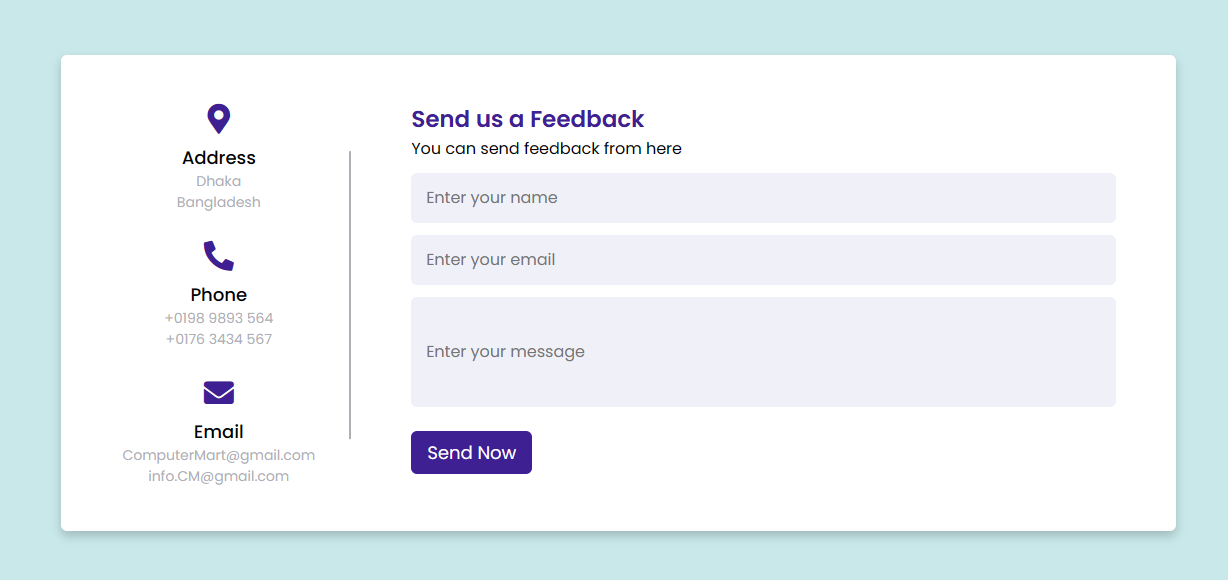 Address
Dhaka
Bangladesh
Phone
+0198 9893 564
+0176 3434 567
Email
ComputerMart@gmail.com
info.CM@gmail.com
Send us a Feedback
You can send feedback from here
Enter your name
Enter your email
Enter your message
Send Now